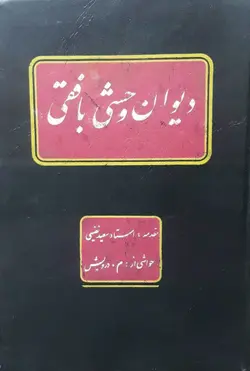 دیوان وحشی بافقی
مقدمه : استاد سعید نفیسی
حواشی از : م . درویش